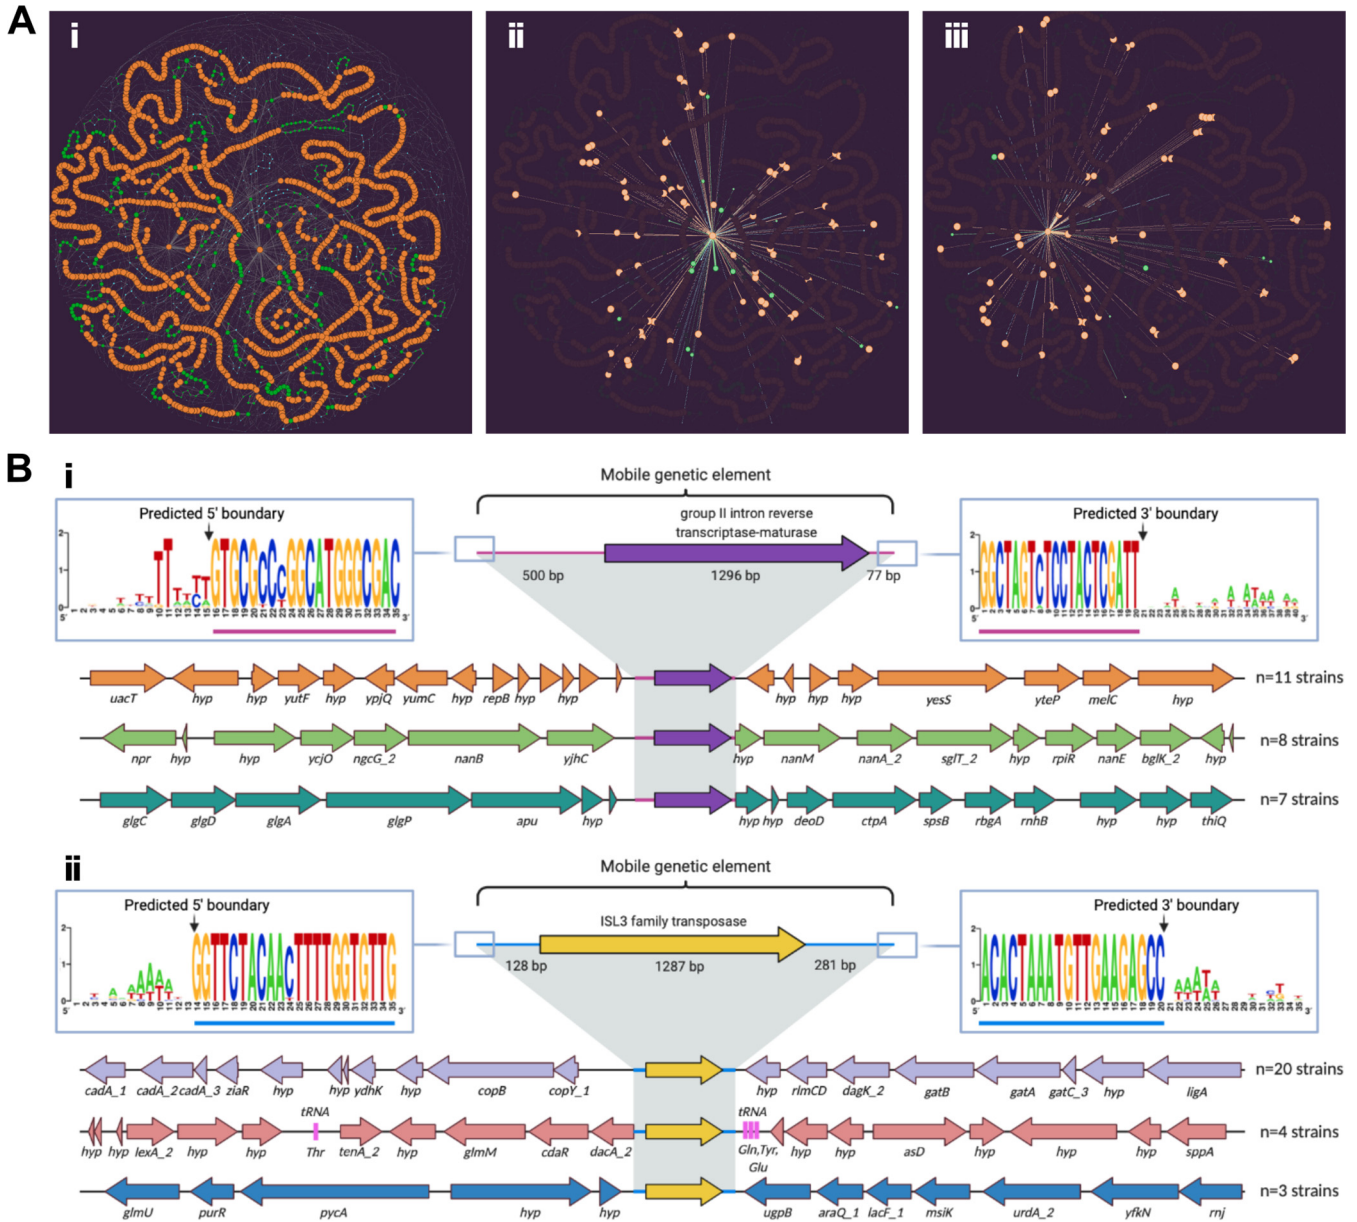 A
i
ii
iii
B
i
Mobile genetic element
Predicted 5' boundary
group II intron reverse
transcriptase-maturase
Predicted 3' boundary
500 bp
1296 bp
77 bp
uacT hyp hyp yutF hyp ypjQ yumC hyp repB hyp hyp hyp hyp hyp yesS yteP melC hyp
n=11 strains
npr hyp hyp ycjO ngcG_2 nanB yjhC hyp nanM nanA_2 sglT_2 hyp rpiR nanE bglK_2 hyp
n=8 strains
glgC glgD glgA glgP apu hyp hyp hyp deoD ctpA spsB rbgA rnhB hyp hyp thiQ
n=7 strains
ii
Mobile genetic element
Predicted 5' boundary
ISL3 family transposase
Predicted 3' boundary
128 bp
1287 bp
281 bp
cadA_1 cadA_2 cadA_3 ziaR hyp hyp ydhK hyp copB copY_1 hyp rlmCD dagK_2 gatB gatA gatC_3 hyp ligA
n=20 strains
tRNA
tRNA
hyp hyp lexA_2 hyp hyp Thr tenA_2 hyp glmM cdaR dacA_2 Gln,Tyr, hyp hyp asD hyp hyp hyp sppA
Glu
n=4 strains
glmU purR pycA hyp hyp ugpB araQ_1 lacF_1 msiK urdA_2 yfkN rnj
n=3 strains